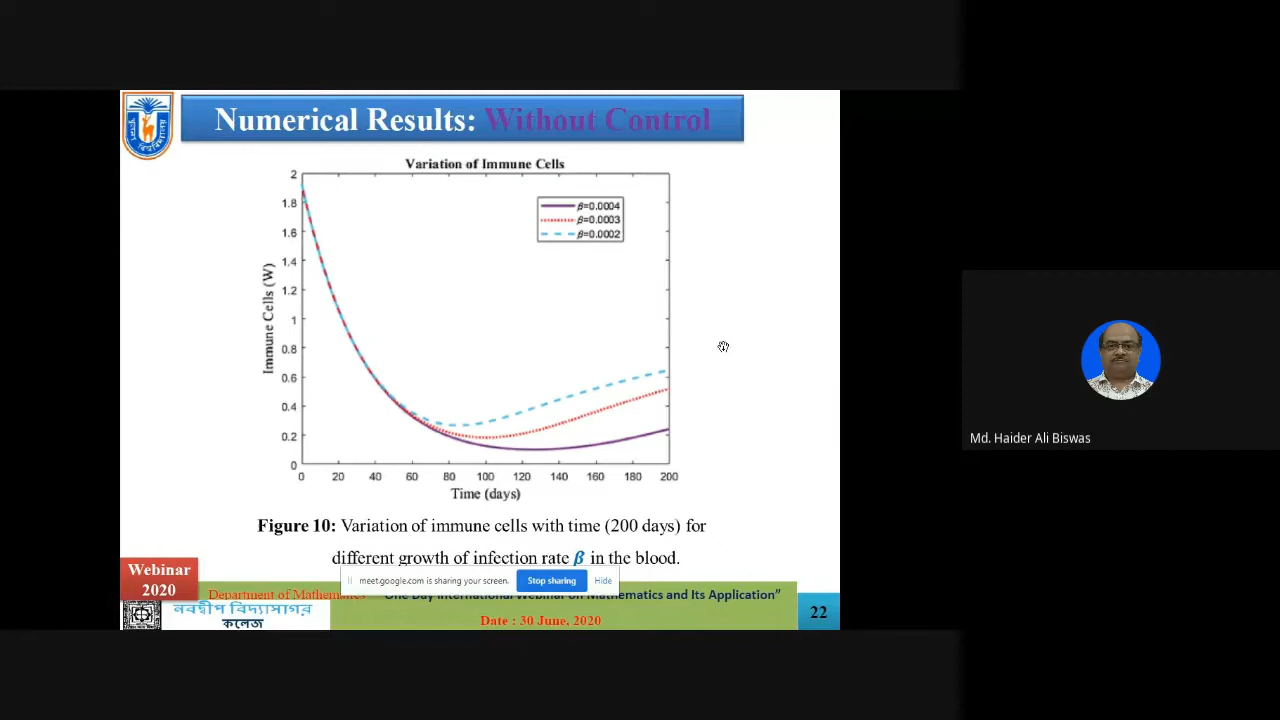 Numerical Results: Without Control
Variation of Immune Cells
2
1.8
1.6
1.4
1.2
1
0.8
0.6
0.4
0.2
0
Immune Cells (W)
β=0.0004
β=0.0003
β=0.0002
0 20 40 60 80 100 120 140 160 180 200
Time (days)
Figure 10: Variation of immune cells with time (200 days) for
different growth of infection rate β in the blood.
Md. Haider Ali Biswas
meet.google.com is sharing your screen. Stop sharing Hide
Webinar
2020
Department of Mathematics One Day International Webinar on Mathematics and Its Application”
নবদ্বীপ বিদ্যাসাগর
কলেজ
Date : 30 June, 2020
22